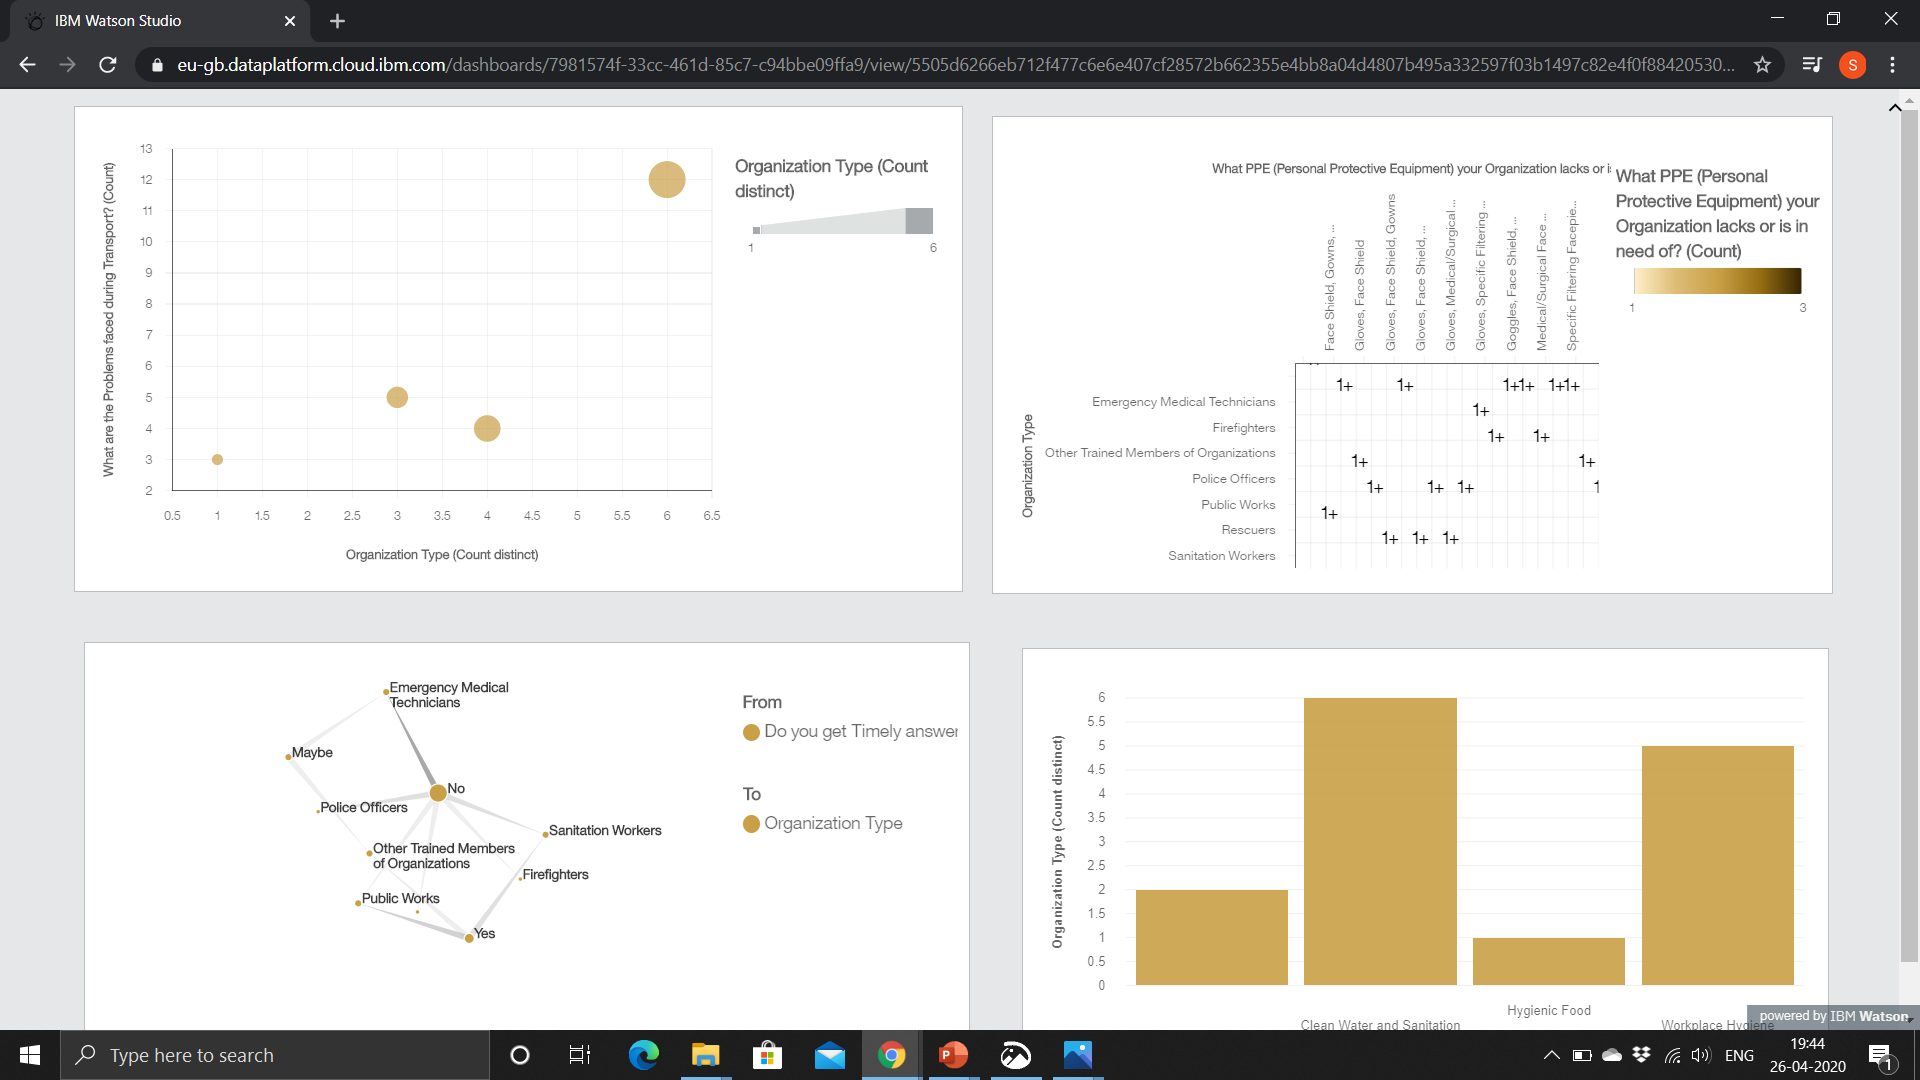 IBM Watson Studio
eu-gb.dataplatform.cloud.ibm.com/dashboards/7981574f-33cc-461d-85c7-c94bbe09ffa9/view/5505d6266eb712f477c6e6e407cf28572b662355e4bb8a04d4807b495a332597f03b1497c82e4f0f88420530...
S
What are the Problems faced during Transport? (Count)
13
12
11
10
9
8
7
6
5
4
3
2
0.5 1 1.5 2 2.5 3 3.5 4 4.5 5 5.5 6 6.5
Organization Type (Count distinct)
Organization Type (Count
distinct)
1 6
What PPE (Personal Protective Equipment) your Organization lacks or i
Face Shield, Gowns, ...
Gloves, Face Shield
Gloves, Face Shield, Gowns
Gloves, Face Shield, ...
Gloves, Medical/Surgical ...
Gloves, Specific Filtering ...
Goggles, Face Shield, ...
Medical/Surgical Face ...
Specific Filtering Facepie...
Organization Type
1+ 1+ 1+1+ 1+1+
Emergency Medical Technicians
1+
Firefighters
1+ 1+
Other Trained Members of Organizations
1+ 1+
Police Officers
1+ 1+ 1+ 1
Public Works
1+
Rescuers
1+ 1+ 1+
Sanitation Workers
What PPE (Personal
Protective Equipment) your
Organization lacks or is in
need of? (Count)
1 3
Emergency Medical
Technicians
Maybe
No
Police Officers
Sanitation Workers
Other Trained Members
of Organizations
Firefighters
Public Works
Yes
From
Do you get Timely answer
To
Organization Type
Organization Type (Count distinct)
6
5.5
5
4.5
4
3.5
3
2.5
2
1.5
1
0.5
0
Hygienic Food
Clean Water and Sanitation
Workplace Hygiene
powered by IBM Watson
Type here to search
P
ENG
19:44
26-04-2020
1